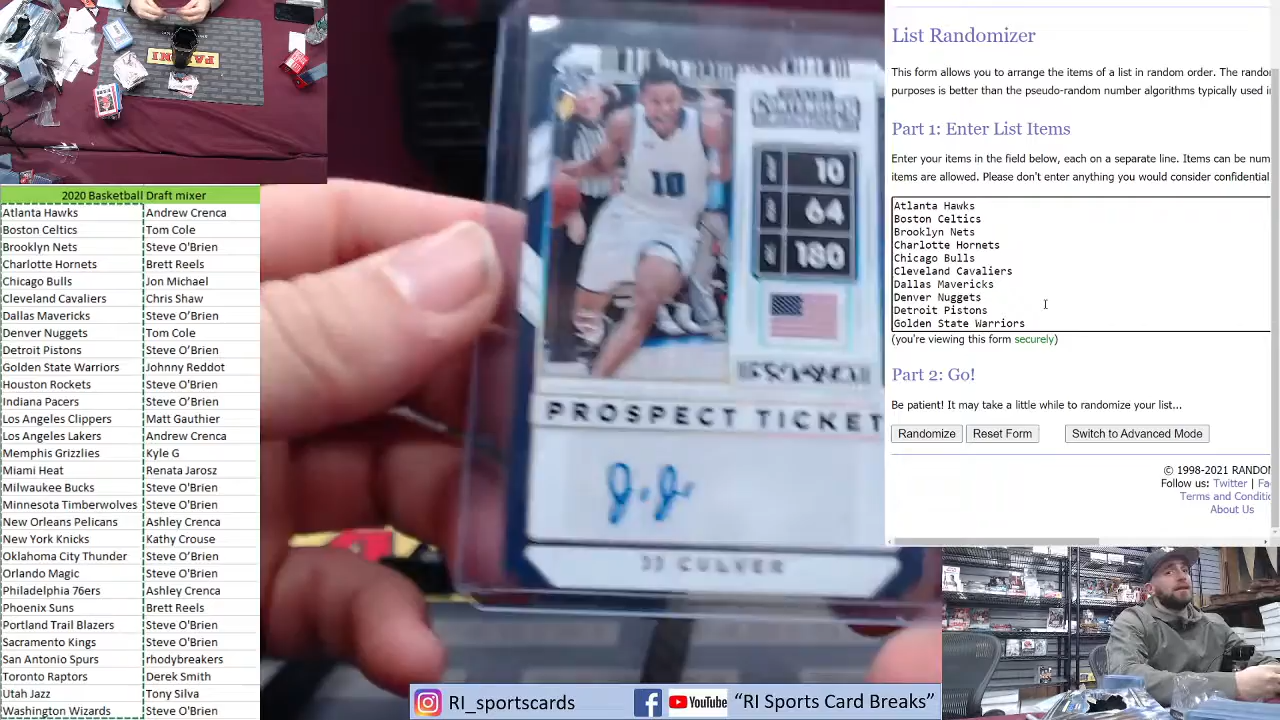 PANINI
2020 Basketball Draft mixer
Atlanta Hawks Andrew Crenca
Boston Celtics Tom Cole
Brooklyn Nets Steve O'Brien
Charlotte Hornets Brett Reels
Chicago Bulls Jon Michael
Cleveland Cavaliers Chris Shaw
Dallas Mavericks Steve O'Brien
Denver Nuggets Tom Cole
Detroit Pistons Steve O'Brien
Golden State Warriors Johnny Reddot
Houston Rockets Steve O'Brien
Indiana Pacers Steve O'Brien
Los Angeles Clippers Matt Gauthier
Los Angeles Lakers Andrew Crenca
Memphis Grizzlies Kyle G
Miami Heat Renata Jarosz
Milwaukee Bucks Steve O'Brien
Minnesota Timberwolves Steve O'Brien
New Orleans Pelicans Ashley Crenca
New York Knicks Kathy Crouse
Oklahoma City Thunder Steve O'Brien
Orlando Magic Steve O'Brien
Philadelphia 76ers Ashley Crenca
Phoenix Suns Brett Reels
Portland Trail Blazers Steve O'Brien
Sacramento Kings Steve O'Brien
San Antonio Spurs rhodybreakers
Toronto Raptors Derek Smith
Utah Jazz Tony Silva
Washington Wizards Steve O'Brien
10
10
64
180
PROSPECT TICKET
J.J.
JJ CULVER
RI_sportscards
YouTube
"RI Sports Card Breaks"
List Randomizer
This form allows you to arrange the items of a list in random order. The rando
purposes is better than the pseudo-random number algorithms typically used i
Part 1: Enter List Items
Enter your items in the field below, each on a separate line. Items can be num
items are allowed. Please don't enter anything you would consider confidential
Atlanta Hawks
Boston Celtics
Brooklyn Nets
Charlotte Hornets
Chicago Bulls
Cleveland Cavaliers
Dallas Mavericks
Denver Nuggets
Detroit Pistons
Golden State Warriors
(you're viewing this form securely)
Part 2: Go!
Be patient! It may take a little while to randomize your list...
Randomize Reset Form Switch to Advanced Mode
© 1998-2021 RANDO
Follow us: Twitter | Fa
Terms and Conditio
About Us